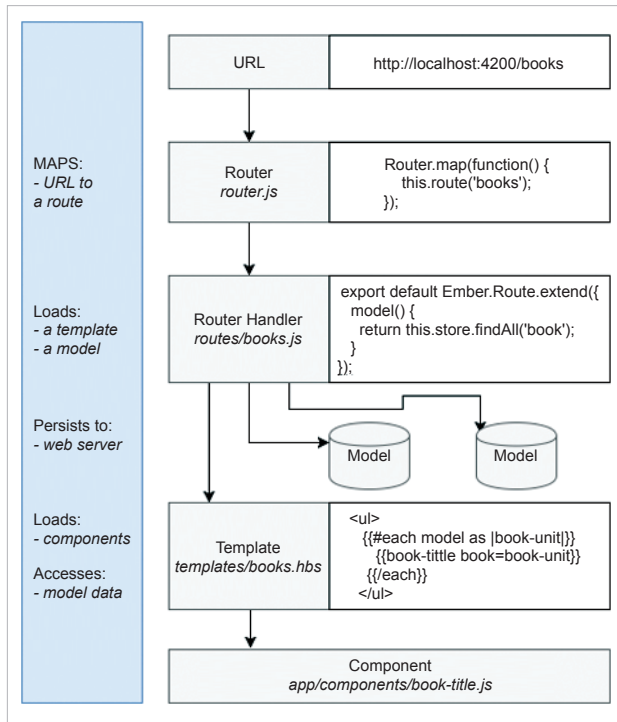 URL
http://localhost:4200/books
MAPS:
- URL to
a route
Router
router.js
Router.map(function() {
this.route('books');
});
Loads:
- a template
- a model
Router Handler
routes/books.js
export default Ember.Route.extend({
model() {
return this.store.findAll('book');
}
});
Persists to:
- web server
Model
Model
Loads:
- components
Accesses:
- model data
Template
templates/books.hbs
<ul>
{{#each model as |book-unit|}}
{{book-tittle book=book-unit}}
{{/each}}
</ul>
Component
app/components/book-title.js